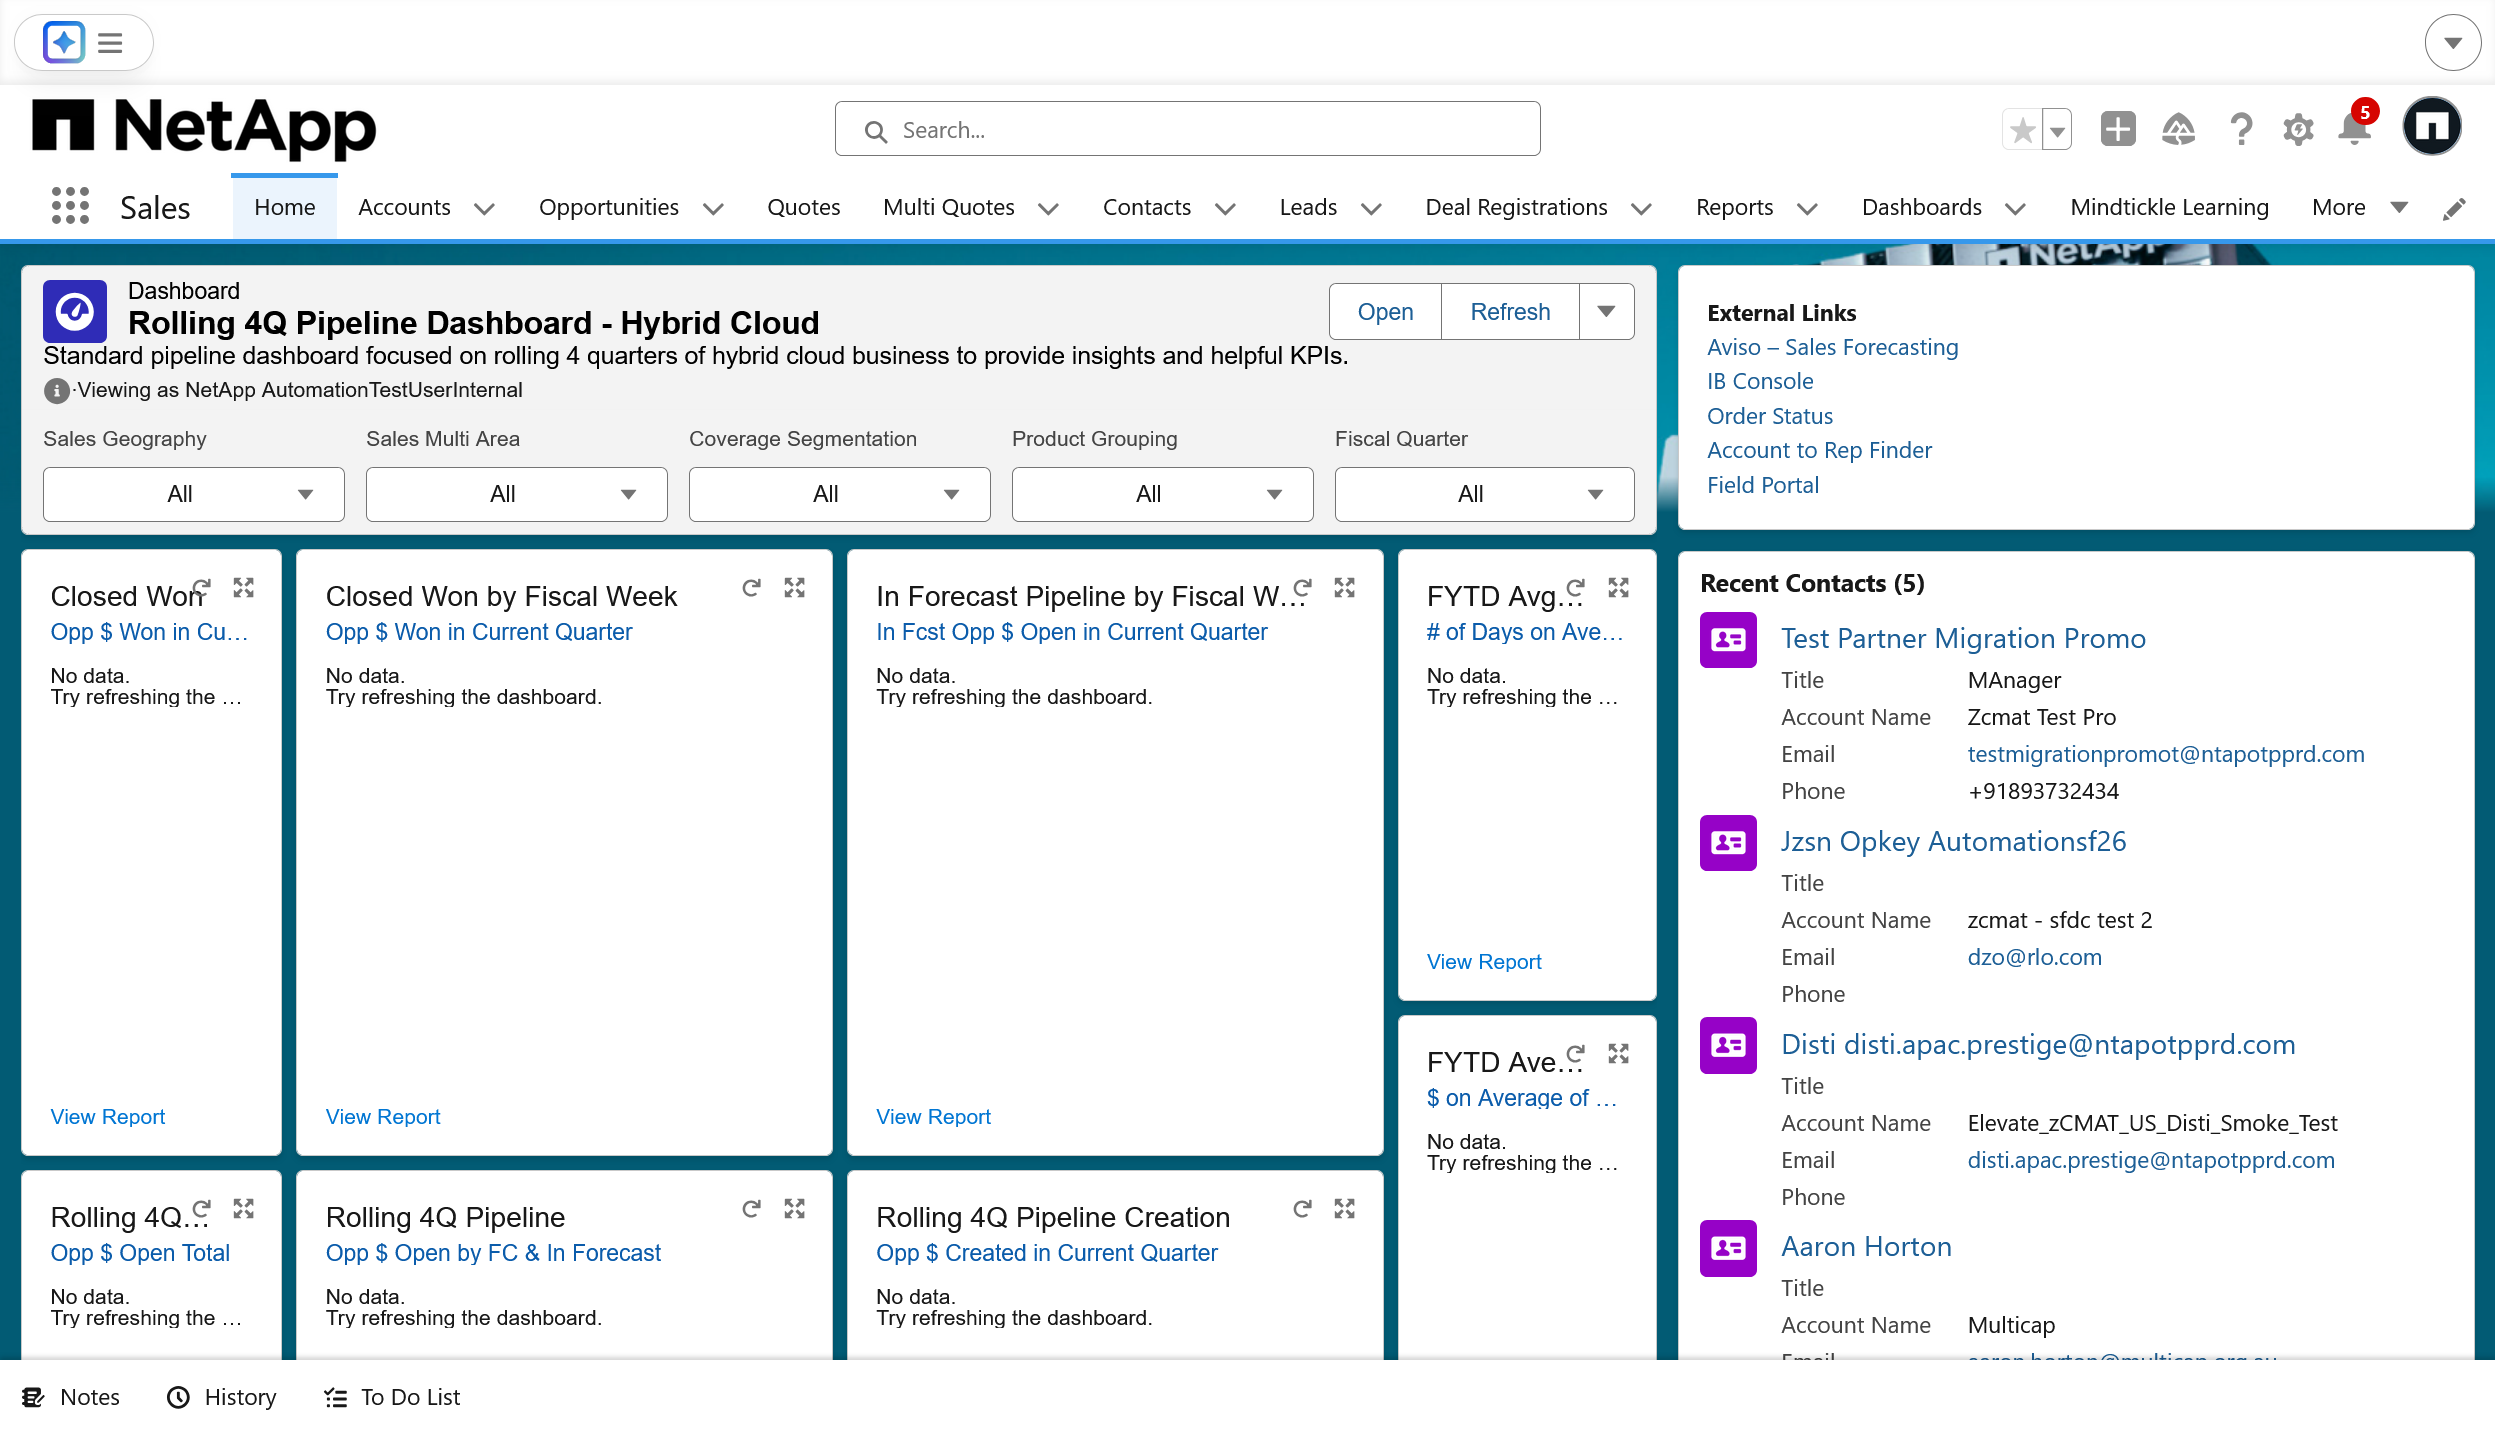 NetApp
Search...
5
Sales
Home
Accounts
Opportunities
Quotes
Multi Quotes
Contacts
Leads
Deal Registrations
Reports
Dashboards
Mindtickle Learning
More
NetApp
Dashboard
Rolling 4Q Pipeline Dashboard - Hybrid Cloud
Standard pipeline dashboard focused on rolling 4 quarters of hybrid cloud business to provide insights and helpful KPIs.
·Viewing as NetApp AutomationTestUserInternal
Open
Refresh
Sales Geography
Sales Multi Area
Coverage Segmentation
Product Grouping
Fiscal Quarter
All
All
All
All
All
Closed Won
Opp $ Won in Cu...
No data.
Try refreshing the ...
View Report
Closed Won by Fiscal Week
Opp $ Won in Current Quarter
No data.
Try refreshing the dashboard.
View Report
In Forecast Pipeline by Fiscal W...
In Fcst Opp $ Open in Current Quarter
No data.
Try refreshing the dashboard.
View Report
FYTD Avg...
# of Days on Ave...
No data.
Try refreshing the ...
View Report
FYTD Ave...
$ on Average of ...
No data.
Try refreshing the ...
Rolling 4Q...
Opp $ Open Total
No data.
Try refreshing the ...
Rolling 4Q Pipeline
Opp $ Open by FC & In Forecast
No data.
Try refreshing the dashboard.
Rolling 4Q Pipeline Creation
Opp $ Created in Current Quarter
No data.
Try refreshing the dashboard.
External Links
Aviso – Sales Forecasting
IB Console
Order Status
Account to Rep Finder
Field Portal
Recent Contacts (5)
Test Partner Migration Promo
Title MAnager
Account Name Zcmat Test Pro
Email testmigrationpromot@ntapotpprd.com
Phone +91893732434
Jzsn Opkey Automationsf26
Title
Account Name zcmat - sfdc test 2
Email dzo@rlo.com
Phone
Disti disti.apac.prestige@ntapotpprd.com
Title
Account Name Elevate_zCMAT_US_Disti_Smoke_Test
Email disti.apac.prestige@ntapotpprd.com
Phone
Aaron Horton
Title
Account Name Multicap
Email aaron.horton@multicap.org.au
Notes
History
To Do List